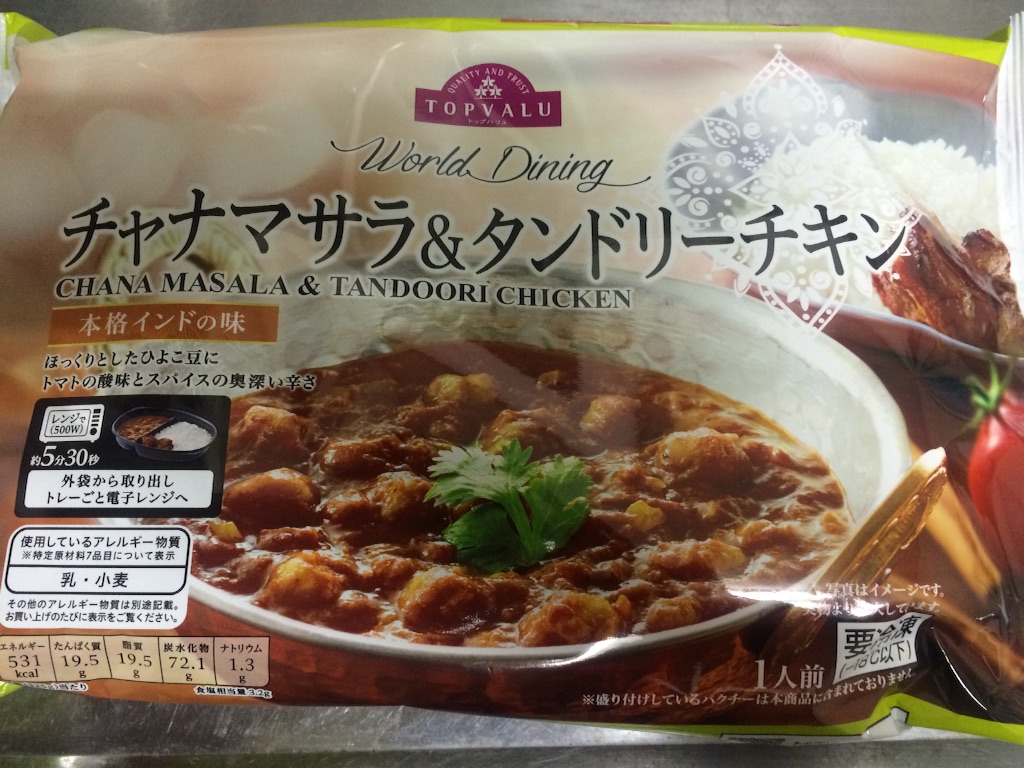 QUALITY AND TRUST
TOPVALU
トップバリュ
World Dining
チャナマサラ&タンドリーチキン
CHANA MASALA & TANDOORI CHICKEN
本格インドの味
ほっくりとしたひよこ豆に
トマトの酸味とスパイスの奥深い辛さ
レンジで
(500W)
約5分30秒
外袋から取り出し
トレーごと電子レンジへ
使用しているアレルギー物質
※特定原材料7品目について表示
乳・小麦
その他のアレルギー物質は別途記載。
お買い上げのたびに表示をご覧ください。
エネルギー たんぱく質 脂質 炭水化物 ナトリウム
531 19.5 19.5 72.1 1.3
kcal g g g g
当たり
食塩相当量 3.2g
写真はイメージです。
要冷凍
(-18℃以下)
1人前
※盛り付けしているパクチーは本商品に含まれておりません